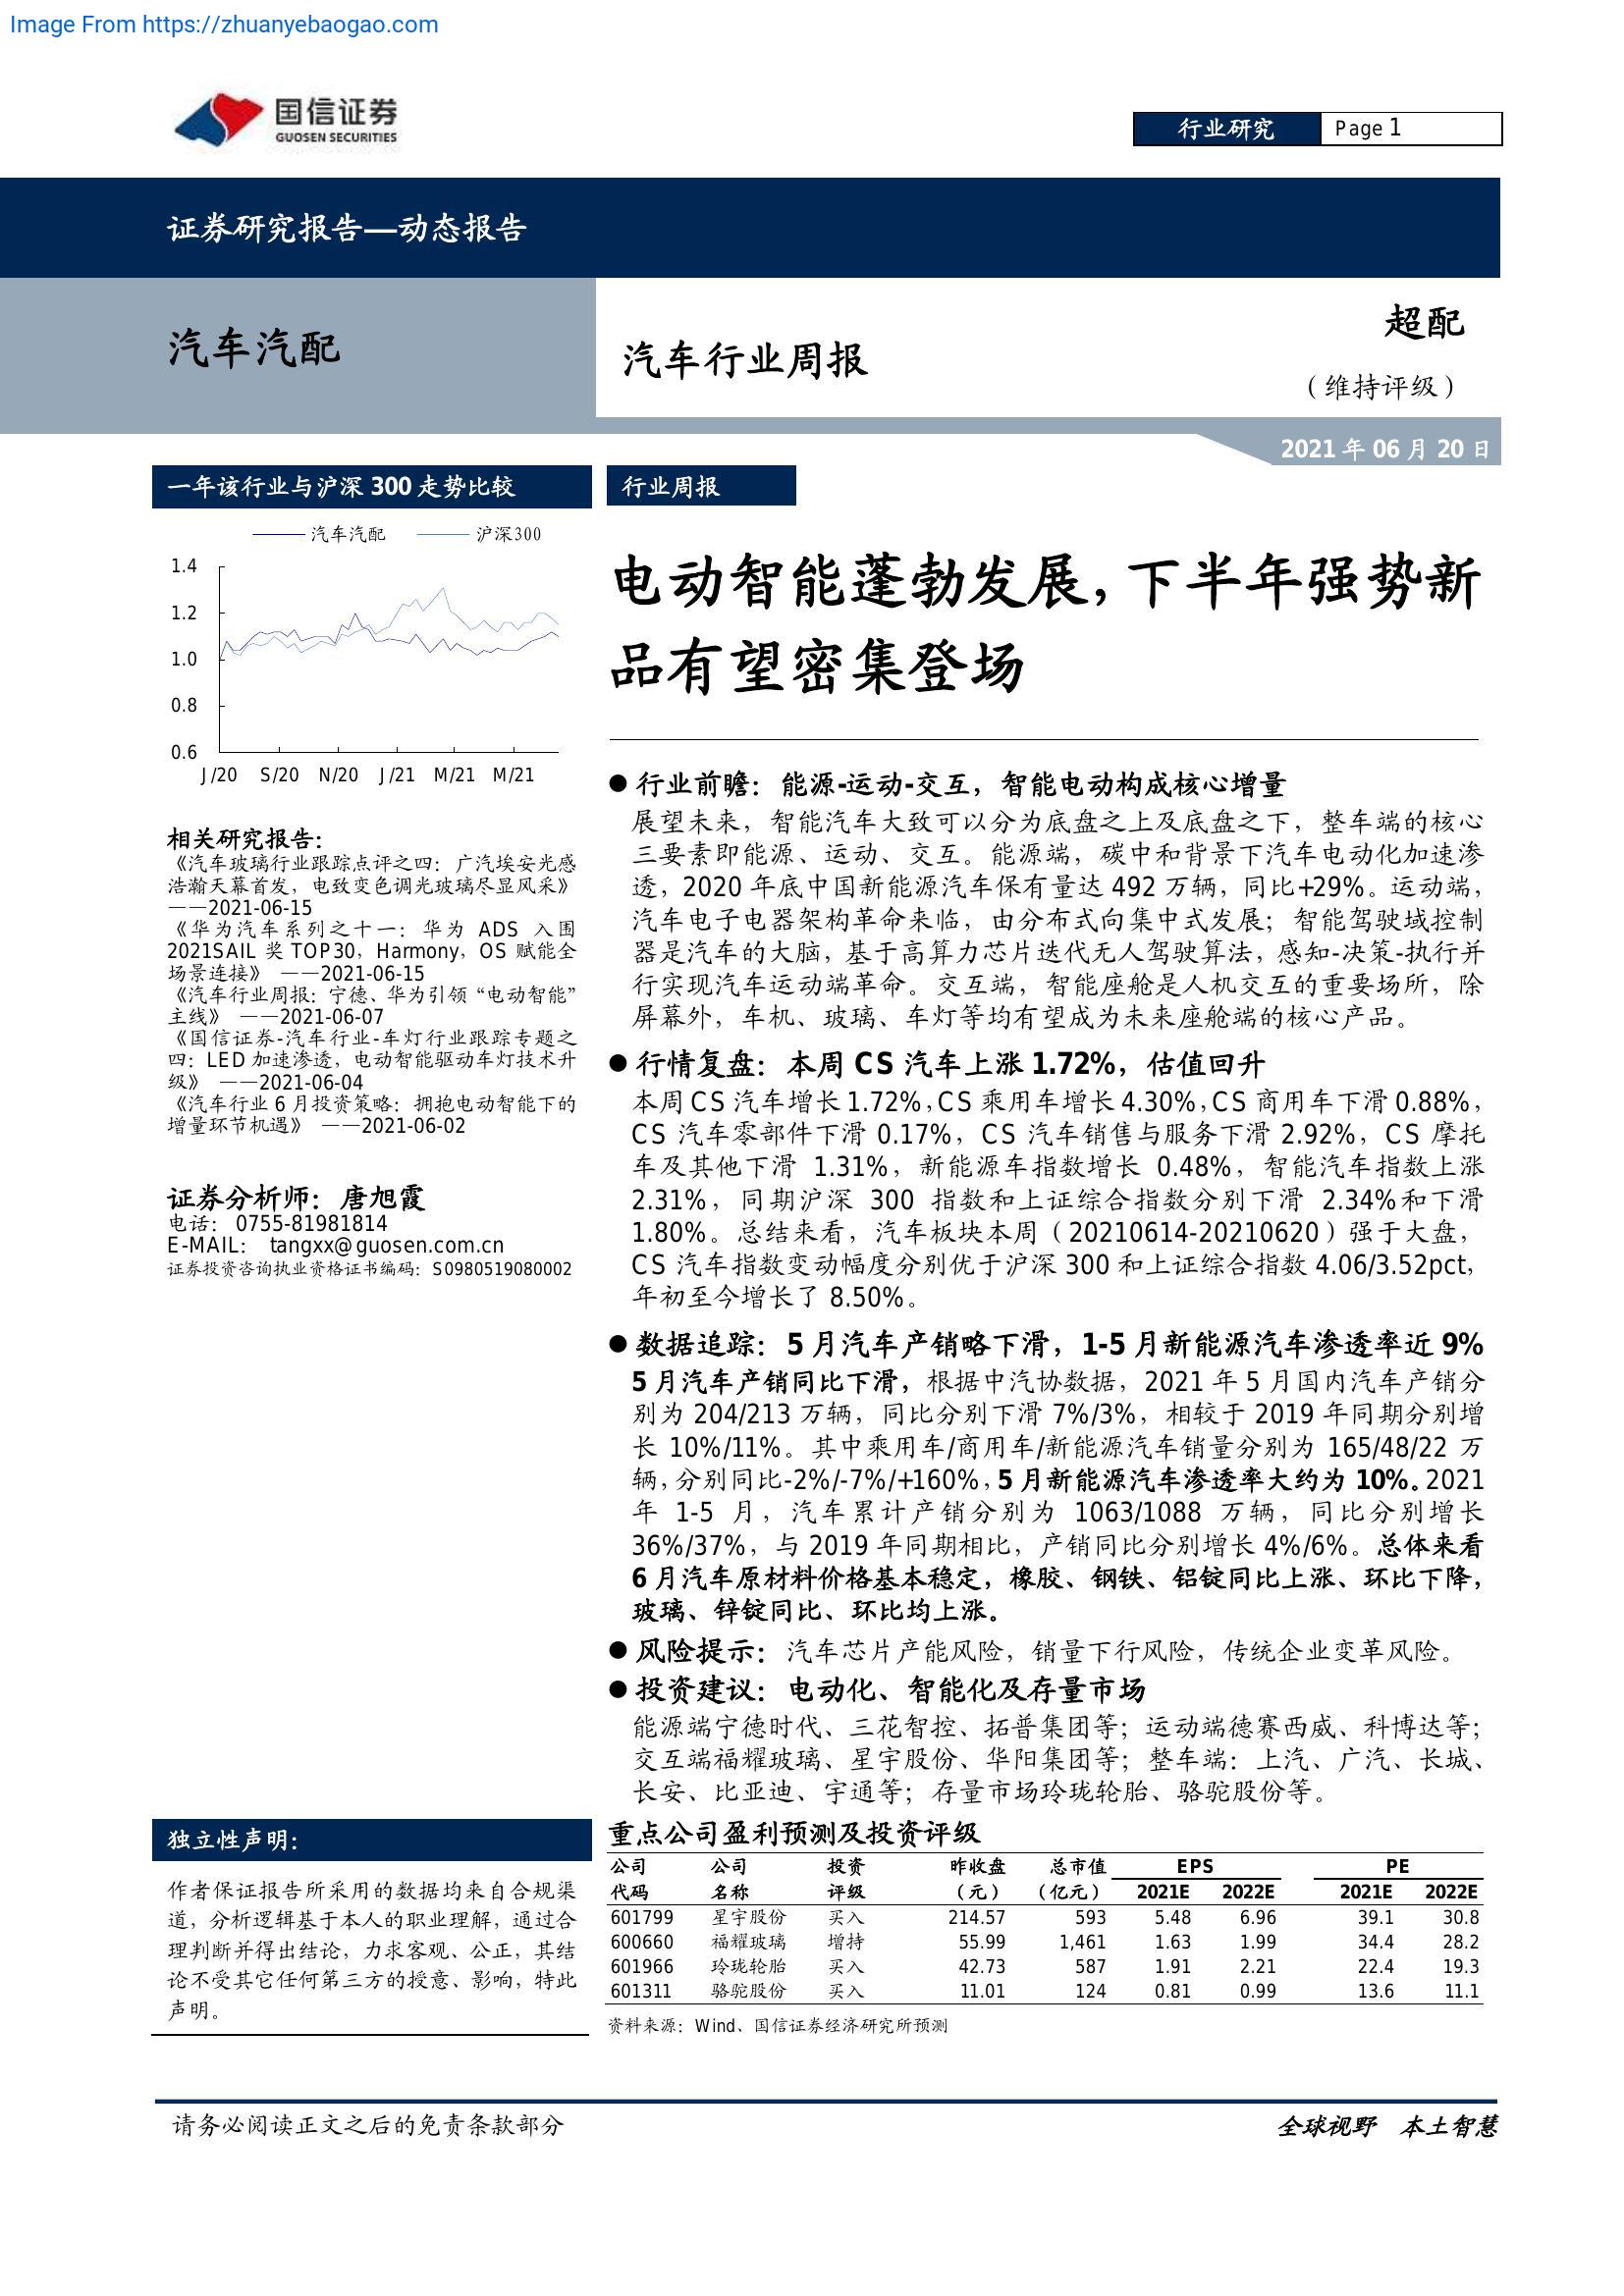 Image From https://zhuanyebaogao.com
国信证券
GUOSEN SECURITIES
行业研究
Page 1
证券研究报告—动态报告
汽车汽配
汽车行业周报
超配
（维持评级）
2021 年 06 月 20 日
一年该行业与沪深 300 走势比较
汽车汽配 沪深300
1.4
1.2
1.0
0.8
0.6
J/20 S/20 N/20 J/21 M/21 M/21
相关研究报告：
《汽车玻璃行业跟踪点评之四：广汽埃安光感
浩瀚天幕首发，电致变色调光玻璃尽显风采》
——2021-06-15
《华为汽车系列之十一：华为 ADS 入围
2021SAIL 奖 TOP30，Harmony，OS 赋能全
场景连接》 ——2021-06-15
《汽车行业周报：宁德、华为引领“电动智能”
主线》 ——2021-06-07
《国信证券-汽车行业-车灯行业跟踪专题之
四：LED 加速渗透，电动智能驱动车灯技术升
级》 ——2021-06-04
《汽车行业 6 月投资策略：拥抱电动智能下的
增量环节机遇》 ——2021-06-02
证券分析师：唐旭霞
电话： 0755-81981814
E-MAIL： tangxx@guosen.com.cn
证券投资咨询执业资格证书编码：S0980519080002
独立性声明：
作者保证报告所采用的数据均来自合规渠
道，分析逻辑基于本人的职业理解，通过合
理判断并得出结论，力求客观、公正，其结
论不受其它任何第三方的授意、影响，特此
声明。
行业周报
电动智能蓬勃发展，下半年强势新
品有望密集登场
● 行业前瞻：能源-运动-交互，智能电动构成核心增量
展望未来，智能汽车大致可以分为底盘之上及底盘之下，整车端的核心
三要素即能源、运动、交互。能源端，碳中和背景下汽车电动化加速渗
透，2020 年底中国新能源汽车保有量达 492 万辆，同比+29%。运动端，
汽车电子电器架构革命来临，由分布式向集中式发展；智能驾驶域控制
器是汽车的大脑，基于高算力芯片迭代无人驾驶算法，感知-决策-执行并
行实现汽车运动端革命。交互端，智能座舱是人机交互的重要场所，除
屏幕外，车机、玻璃、车灯等均有望成为未来座舱端的核心产品。
● 行情复盘：本周 CS 汽车上涨 1.72%，估值回升
本周 CS 汽车增长 1.72%，CS 乘用车增长 4.30%，CS 商用车下滑 0.88%，
CS 汽车零部件下滑 0.17%，CS 汽车销售与服务下滑 2.92%，CS 摩托
车及其他下滑 1.31%，新能源车指数增长 0.48%，智能汽车指数上涨
2.31%，同期沪深 300 指数和上证综合指数分别下滑 2.34%和下滑
1.80%。总结来看，汽车板块本周（20210614-20210620）强于大盘，
CS 汽车指数变动幅度分别优于沪深 300 和上证综合指数 4.06/3.52pct，
年初至今增长了 8.50%。
● 数据追踪：5 月汽车产销略下滑，1-5 月新能源汽车渗透率近 9%
5 月汽车产销同比下滑，根据中汽协数据，2021 年 5 月国内汽车产销分
别为 204/213 万辆，同比分别下滑 7%/3%，相较于 2019 年同期分别增
长 10%/11%。其中乘用车/商用车/新能源汽车销量分别为 165/48/22 万
辆，分别同比-2%/-7%/+160%，5 月新能源汽车渗透率大约为 10%。2021
年 1-5 月，汽车累计产销分别为 1063/1088 万辆，同比分别增长
36%/37%，与 2019 年同期相比，产销同比分别增长 4%/6%。总体来看
6 月汽车原材料价格基本稳定，橡胶、钢铁、铝锭同比上涨、环比下降，
玻璃、锌锭同比、环比均上涨。
● 风险提示：汽车芯片产能风险，销量下行风险，传统企业变革风险。
● 投资建议：电动化、智能化及存量市场
能源端宁德时代、三花智控、拓普集团等；运动端德赛西威、科博达等；
交互端福耀玻璃、星宇股份、华阳集团等；整车端：上汽、广汽、长城、
长安、比亚迪、宇通等；存量市场玲珑轮胎、骆驼股份等。
重点公司盈利预测及投资评级
公司 公司 投资 昨收盘 总市值 EPS PE
代码 名称 评级 （元） （亿元） 2021E 2022E 2021E 2022E
601799 星宇股份 买入 214.57 593 5.48 6.96 39.1 30.8
600660 福耀玻璃 增持 55.99 1,461 1.63 1.99 34.4 28.2
601966 玲珑轮胎 买入 42.73 587 1.91 2.21 22.4 19.3
601311 骆驼股份 买入 11.01 124 0.81 0.99 13.6 11.1
资料来源：Wind、国信证券经济研究所预测
请务必阅读正文之后的免责条款部分
全球视野 本土智慧